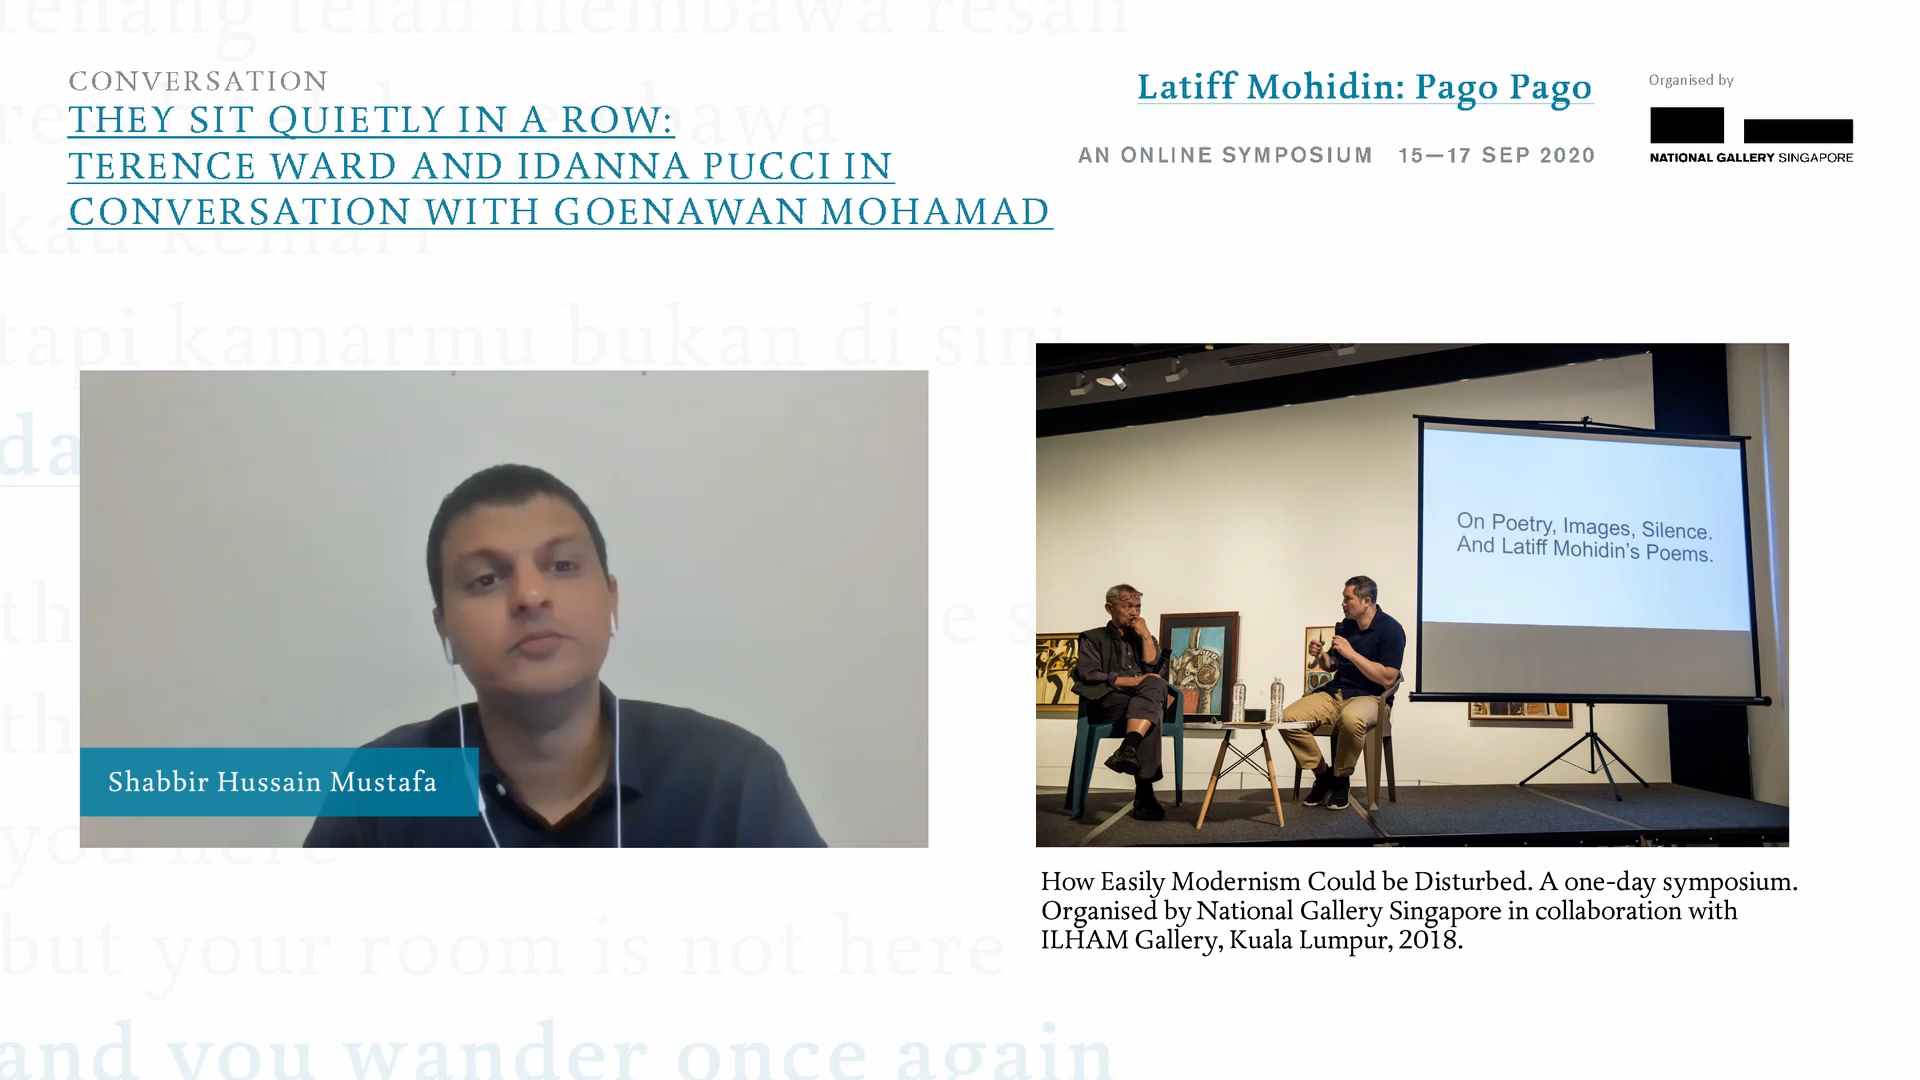 tenang telah membawa resah
CONVERSATION
THEY SIT QUIETLY IN A ROW:
TERENCE WARD AND IDANNA PUCCI IN
CONVERSATION WITH GOENAWAN MOHAMAD
Latiff Mohidin: Pago Pago
AN ONLINE SYMPOSIUM 15—17 SEP 2020
Organised by
NATIONAL GALLERY SINGAPORE
kau kemari
tapi kamarmu bukan di sini
On Poetry, Images, Silence.
And Latiff Mohidin's Poems.
Shabbir Hussain Mustafa
you here
How Easily Modernism Could be Disturbed. A one-day symposium.
Organised by National Gallery Singapore in collaboration with
ILHAM Gallery, Kuala Lumpur, 2018.
but your room is not here
and you wander once again